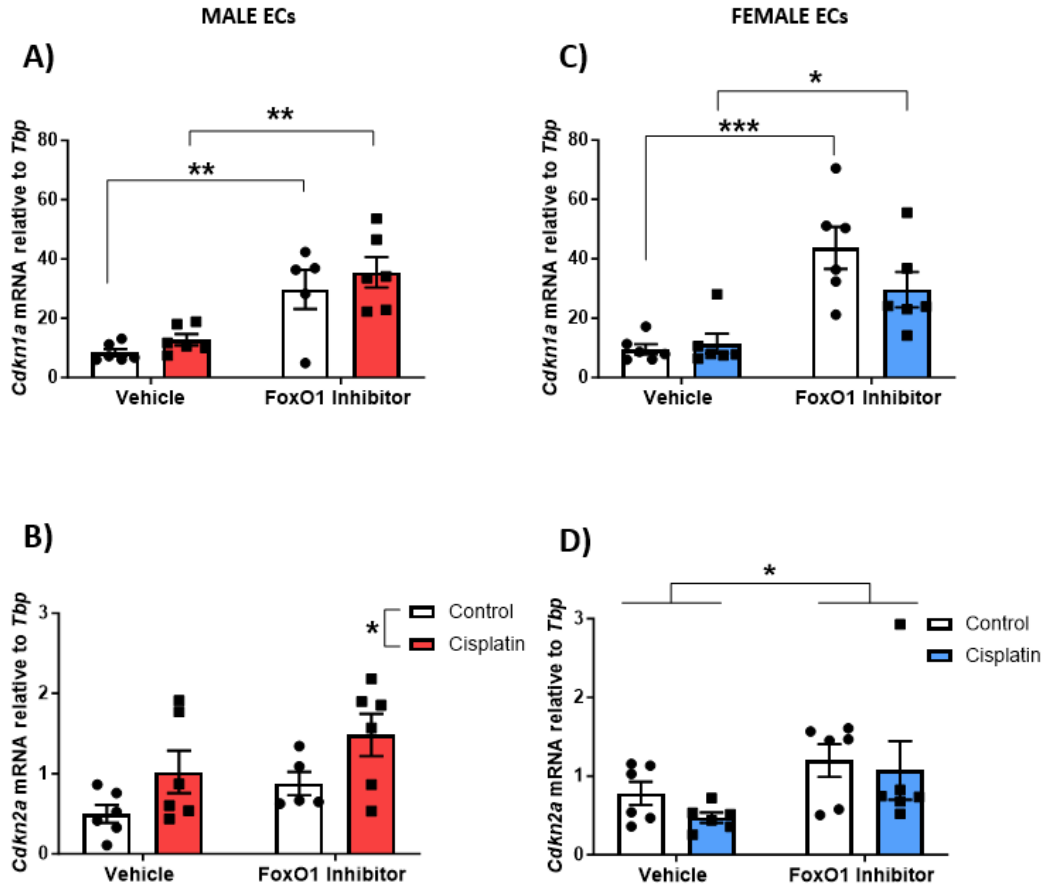 MALE ECs
FEMALE ECs
A)
Cdkn1a mRNA relative to Tbp
80
60
40
20
0
**
**
Vehicle
FoxO1 Inhibitor
C)
Cdkn1a mRNA relative to Tbp
80
60
40
20
0
*
***
Vehicle
FoxO1 Inhibitor
B)
Cdkn2a mRNA relative to Tbp
3
2
1
0
*
Control
Cisplatin
Vehicle
FoxO1 Inhibitor
D)
Cdkn2a mRNA relative to Tbp
3
2
1
0
*
Control
Cisplatin
Vehicle
FoxO1 Inhibitor